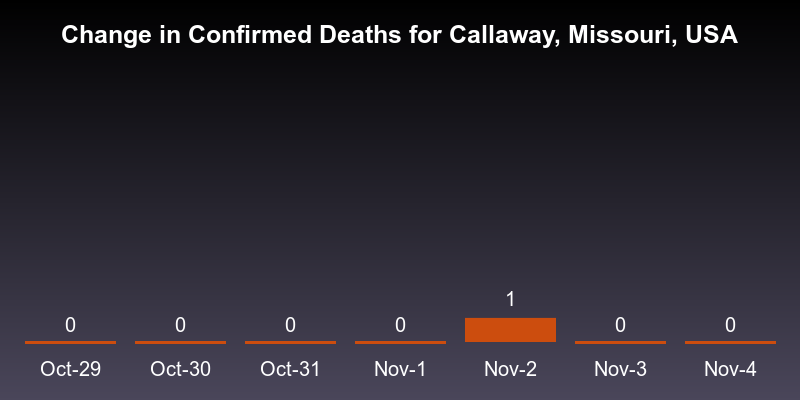 Change in Confirmed Deaths for Callaway, Missouri, USA
0 0 0 0 1 0 0
Oct-29 Oct-30 Oct-31 Nov-1 Nov-2 Nov-3 Nov-4